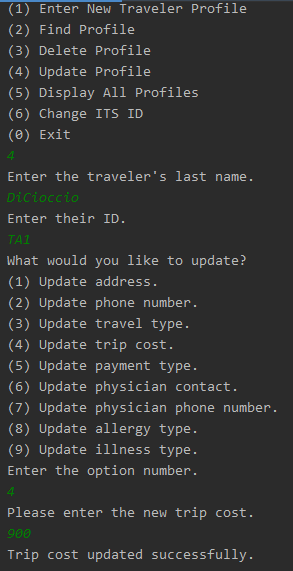 (1) Enter New Traveler Profile
(2) Find Profile
(3) Delete Profile
(4) Update Profile
(5) Display All Profiles
(6) Change ITS ID
(0) Exit
4
Enter the traveler's last name.
DiCioccio
Enter their ID.
TA1
What would you like to update?
(1) Update address.
(2) Update phone number.
(3) Update travel type.
(4) Update trip cost.
(5) Update payment type.
(6) Update physician contact.
(7) Update physician phone number.
(8) Update allergy type.
(9) Update illness type.
Enter the option number.
4
Please enter the new trip cost.
900
Trip cost updated successfully.